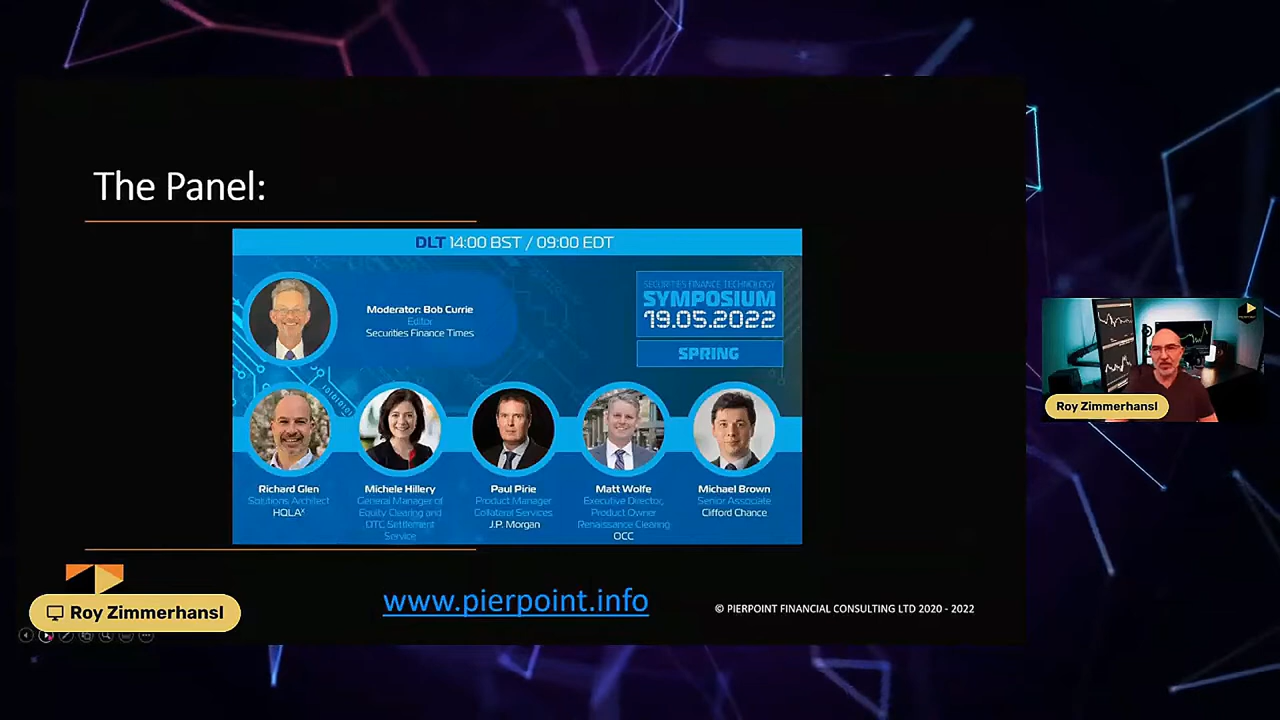 The Panel:
DLT 14:00 BST / 09:00 EDT
Moderator: Bob Currie
Editor
Securities Finance Times
SECURITIES FINANCE TECHNOLOGY
SYMPOSIUM
19.05.2022
SPRING
Richard Glen
Solutions Architect
HQLAˣ
Michele Hillery
General Manager of
Equity Clearing and
DTC Settlement
Service
Paul Pirie
Product Manager
Collateral Services
J.P. Morgan
Matt Wolfe
Executive Director,
Product Owner
Renaissance Clearing
OCC
Michael Brown
Senior Associate
Clifford Chance
Roy Zimmerhansl
Roy Zimmerhansl
www.pierpoint.info
© PIERPOINT FINANCIAL CONSULTING LTD 2020 - 2022